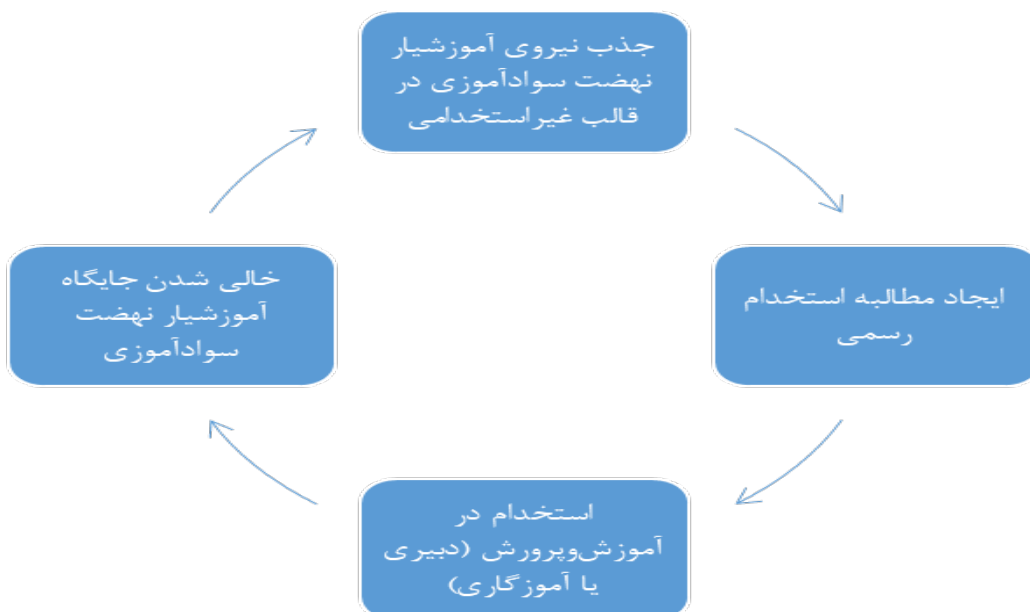 جذب نیروی آموزشیار
نهضت سوادآموزی در
قالب غیراستخدامی
ایجاد مطالبه استخدام
رسمی
استخدام در
آموزش‌وپرورش (دبیری
یا آموزگاری)
خالی شدن جایگاه
آموزشیار نهضت
سوادآموزی